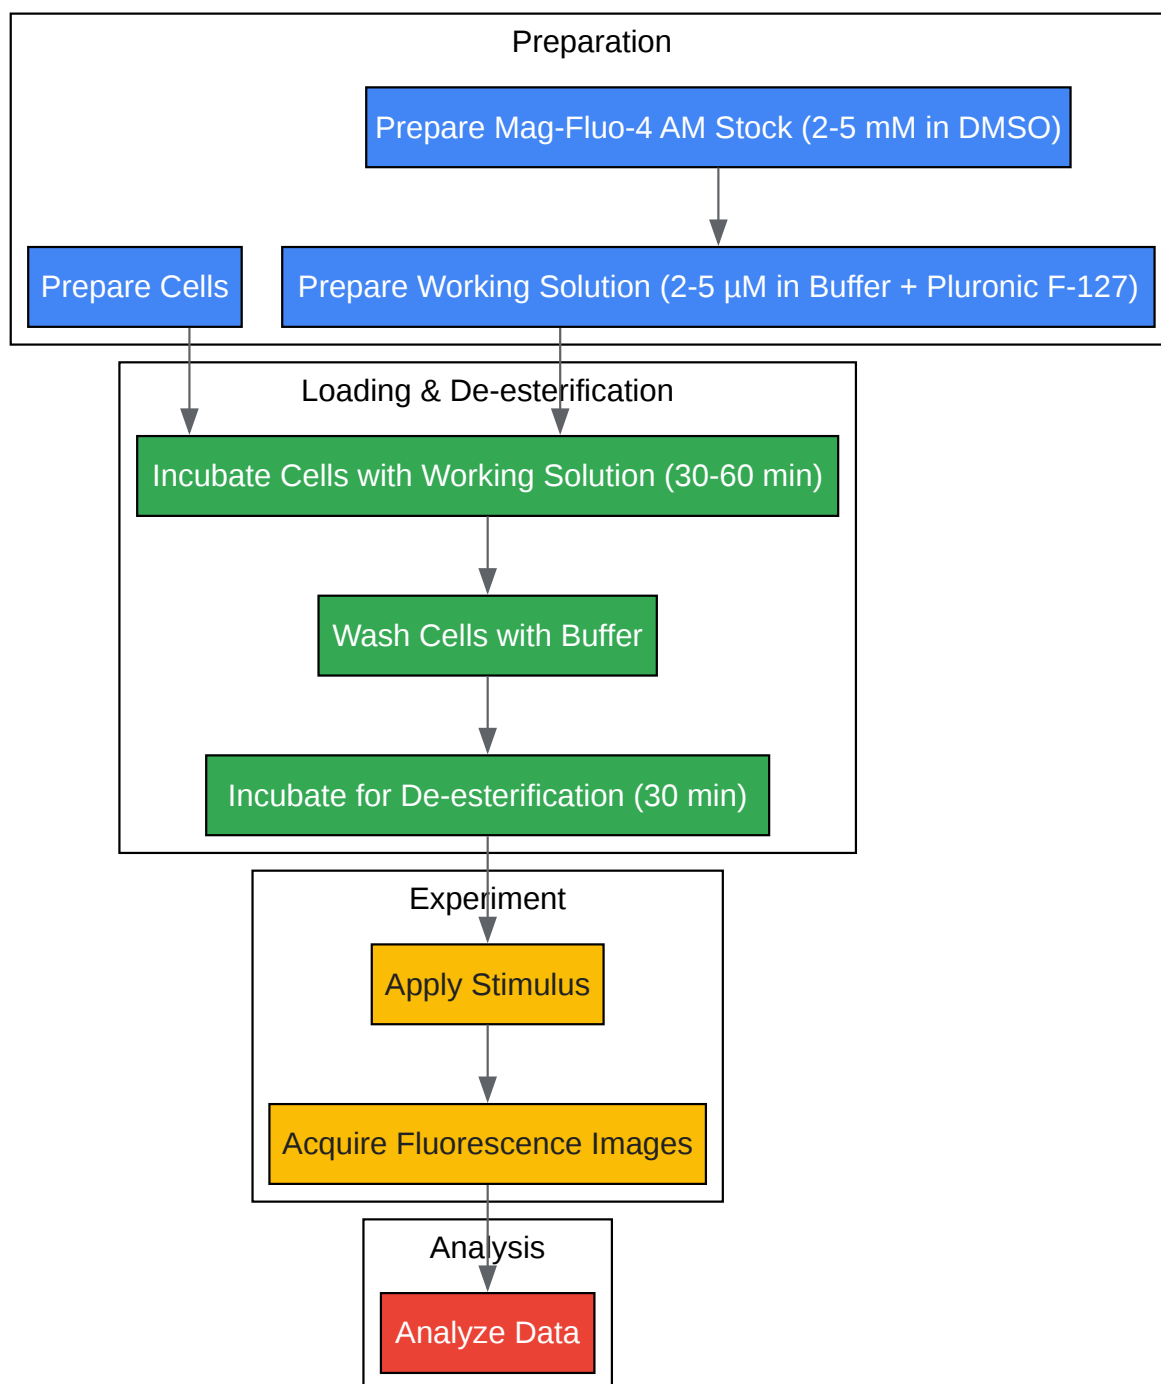 Preparation
Prepare Mag-Fluo-4 AM Stock (2-5 mM in DMSO)
Prepare Cells
Prepare Working Solution (2-5 µM in Buffer + Pluronic F-127)
Loading & De-esterification
Incubate Cells with Working Solution (30-60 min)
Wash Cells with Buffer
Incubate for De-esterification (30 min)
Experiment
Apply Stimulus
Acquire Fluorescence Images
Analysis
Analyze Data